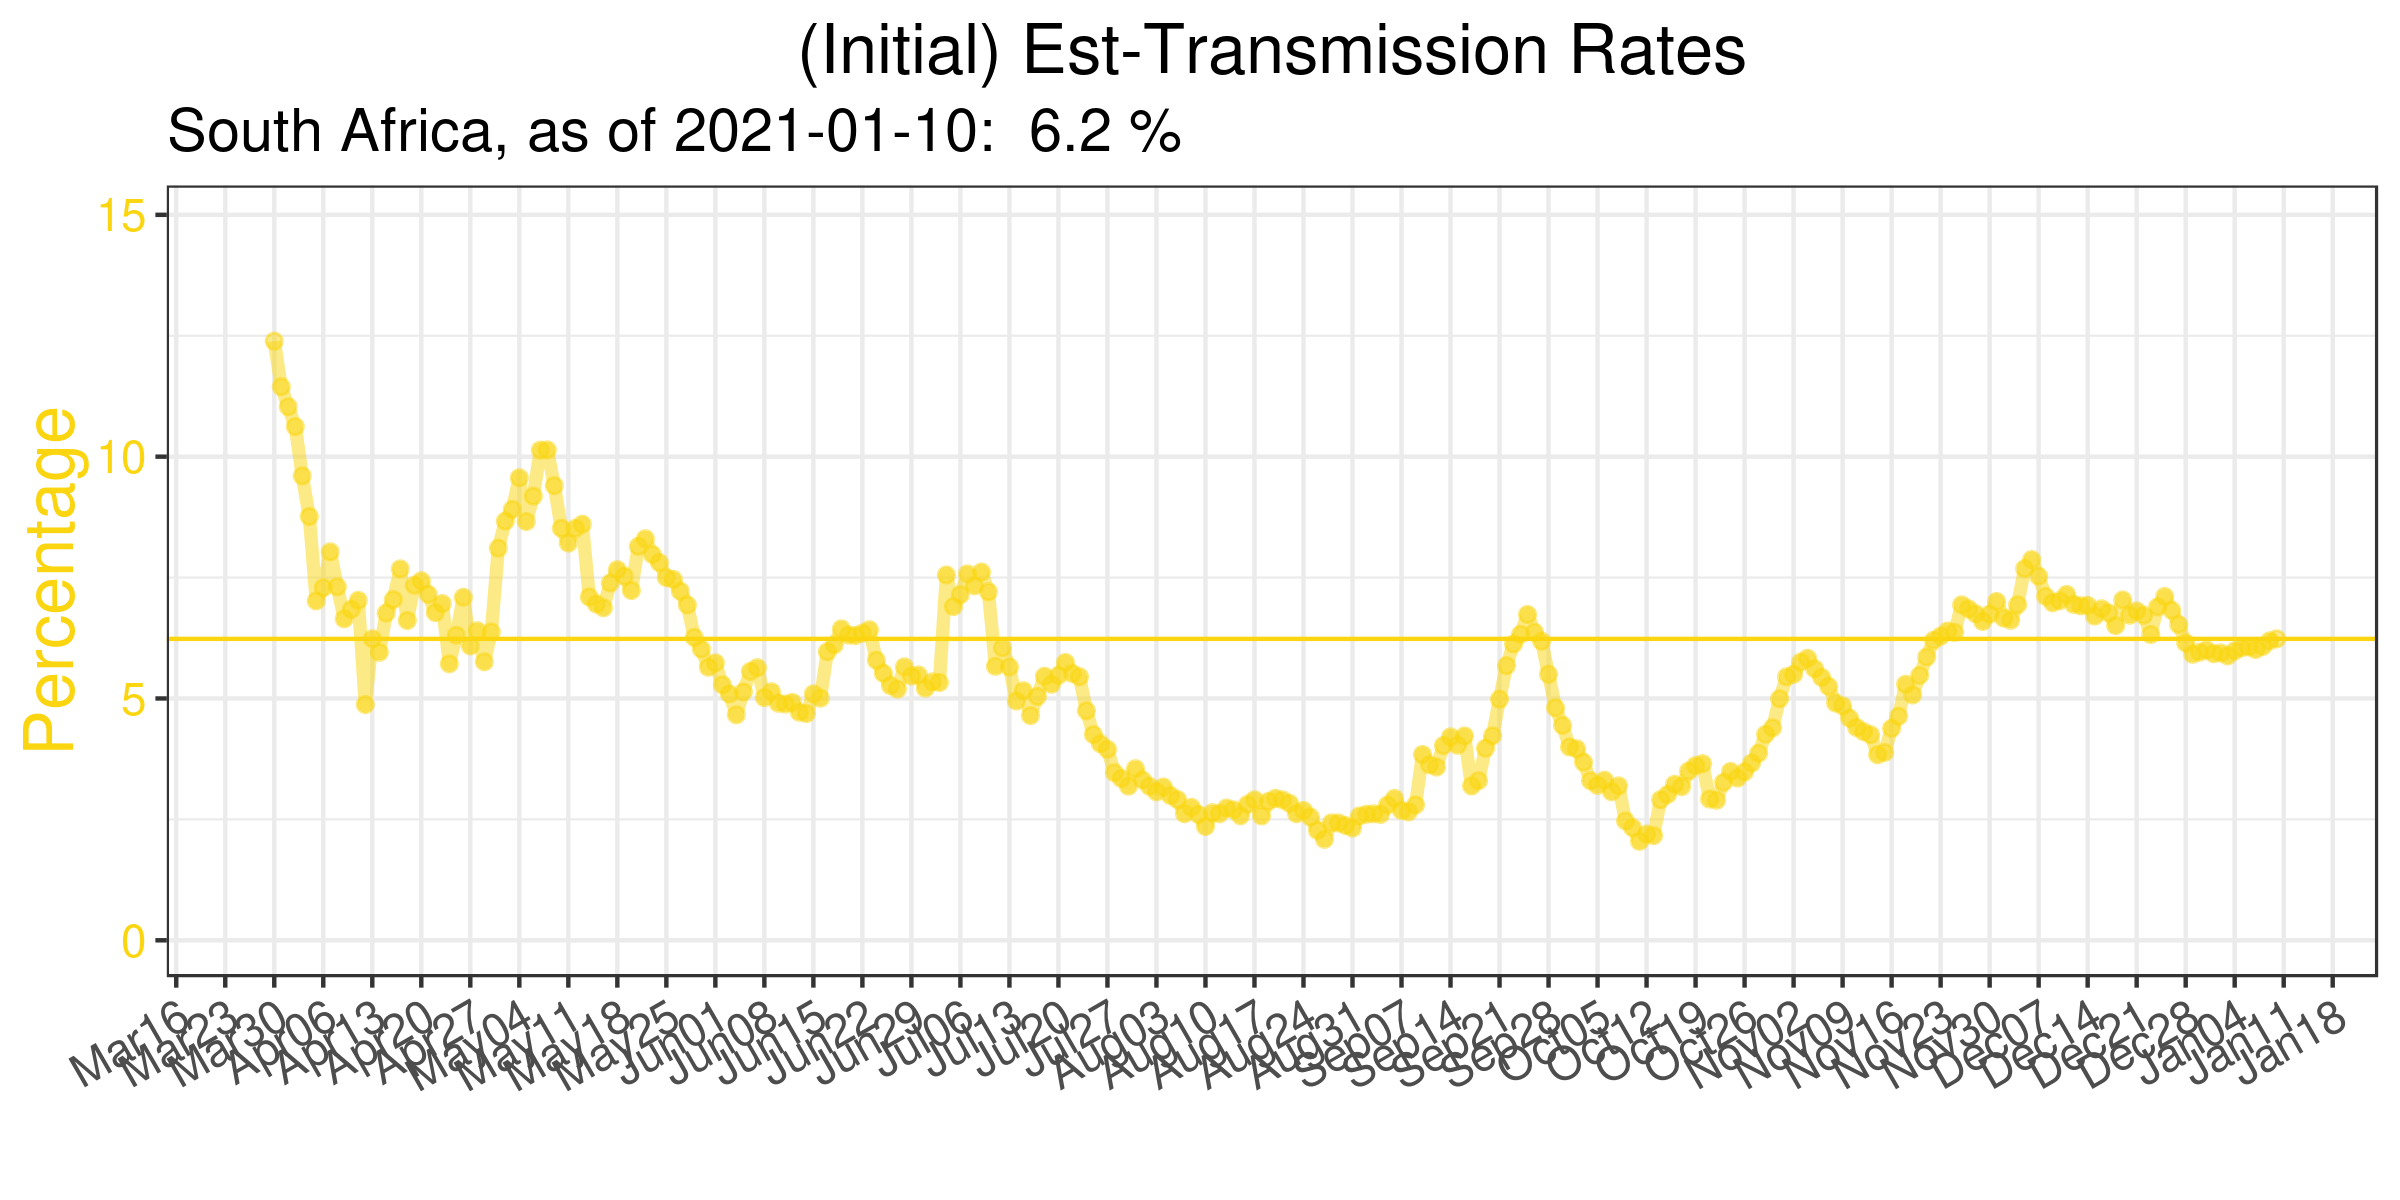 (Initial) Est-Transmission Rates
South Africa, as of 2021-01-10:  6.2 %
Percentage
15
10
5
0
Mar16
Mar23
Mar30
Apr06
Apr13
Apr20
Apr27
May04
May11
May18
May25
Jun01
Jun08
Jun15
Jun22
Jun29
Jul06
Jul13
Jul20
Jul27
Aug03
Aug10
Aug17
Aug24
Aug31
Sep07
Sep14
Sep21
Sep28
Oct05
Oct12
Oct19
Oct26
Nov02
Nov09
Nov16
Nov23
Nov30
Dec07
Dec14
Dec21
Dec28
Jan04
Jan11
Jan18